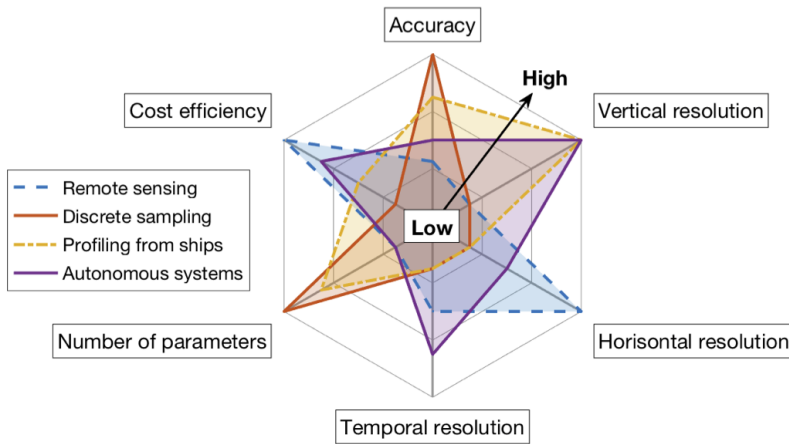 Accuracy
High
Cost efficiency
Vertical resolution
Remote sensing
Discrete sampling
Profiling from ships
Autonomous systems
Low
Number of parameters
Horisontal resolution
Temporal resolution